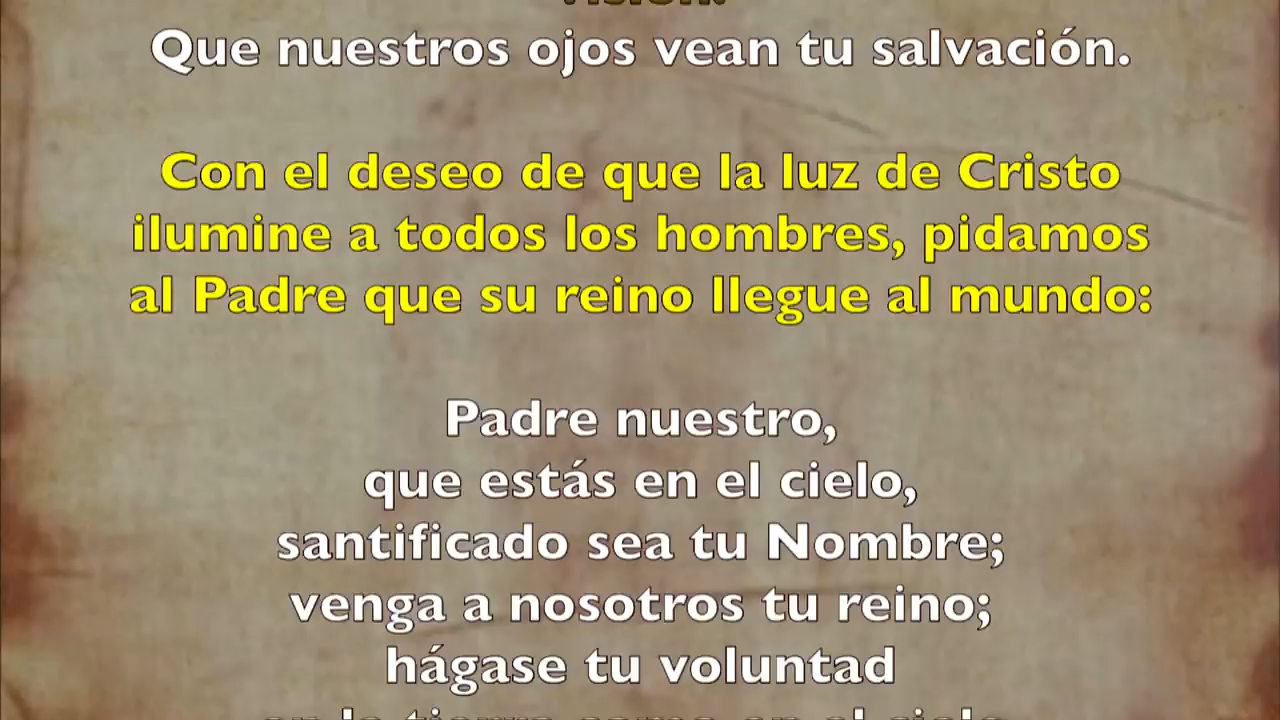 Que nuestros ojos vean tu salvación.
Con el deseo de que la luz de Cristo
ilumine a todos los hombres, pidamos
al Padre que su reino llegue al mundo:
Padre nuestro,
que estás en el cielo,
santificado sea tu Nombre;
venga a nosotros tu reino;
hágase tu voluntad